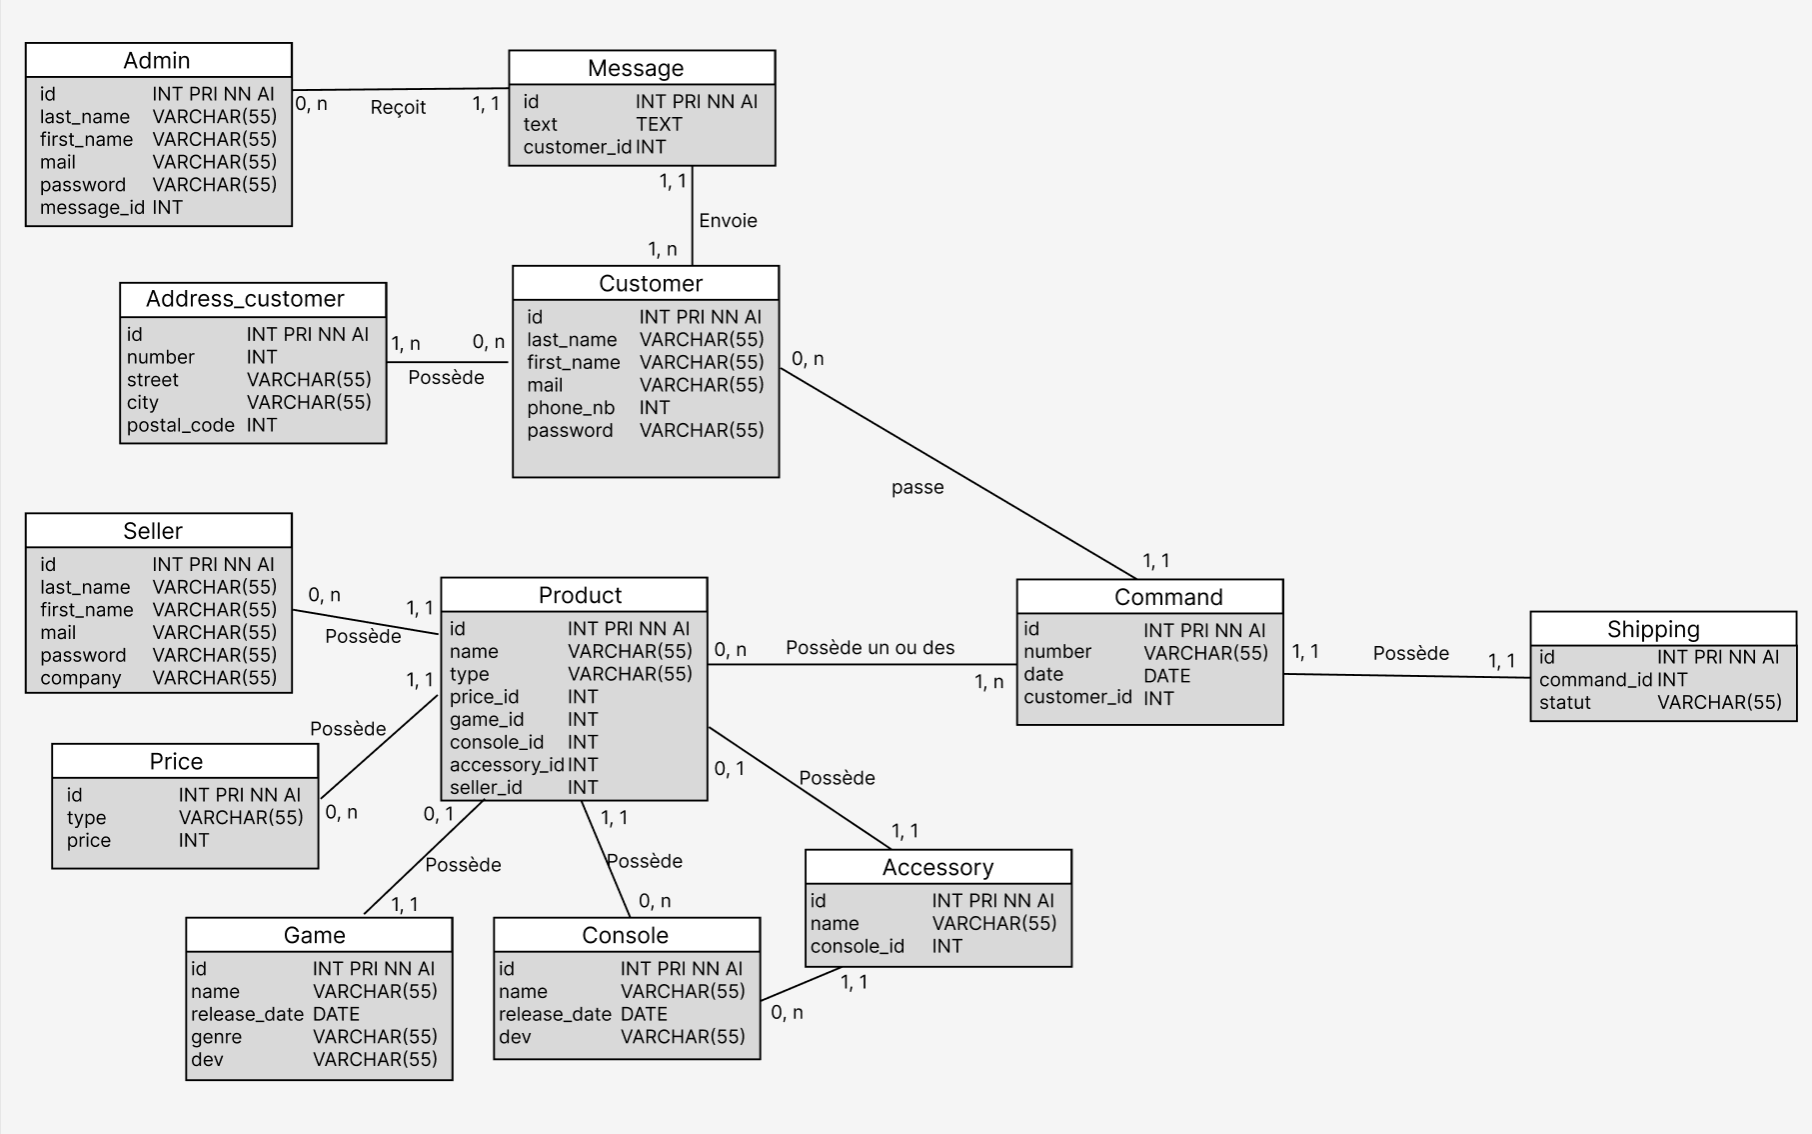 Admin
id INT PRI NN AI
last_name VARCHAR(55)
first_name VARCHAR(55)
mail VARCHAR(55)
password VARCHAR(55)
message_id INT
0, n
Reçoit
1, 1
Message
id INT PRI NN AI
text TEXT
customer_id INT
1, 1
Envoie
1, n
Address_customer
id INT PRI NN AI
number INT
street VARCHAR(55)
city VARCHAR(55)
postal_code INT
1, n
0, n
Possède
Customer
id INT PRI NN AI
last_name VARCHAR(55)
first_name VARCHAR(55)
mail VARCHAR(55)
phone_nb INT
password VARCHAR(55)
0, n
passe
1, 1
Seller
id INT PRI NN AI
last_name VARCHAR(55)
first_name VARCHAR(55)
mail VARCHAR(55)
password VARCHAR(55)
company VARCHAR(55)
0, n
1, 1
Possède
Product
id INT PRI NN AI
name VARCHAR(55)
type VARCHAR(55)
price_id INT
game_id INT
console_id INT
accessory_id INT
seller_id INT
0, n
Possède un ou des
1, n
Command
id INT PRI NN AI
number VARCHAR(55)
date DATE
customer_id INT
1, 1
Possède
1, 1
Shipping
id INT PRI NN AI
command_id INT
statut VARCHAR(55)
1, 1
Possède
0, n
Price
id INT PRI NN AI
type VARCHAR(55)
price INT
0, 1
Possède
1, 1
1, 1
Possède
0, n
0, 1
Possède
1, 1
Accessory
id INT PRI NN AI
name VARCHAR(55)
console_id INT
1, 1
0, n
Game
id INT PRI NN AI
name VARCHAR(55)
release_date DATE
genre VARCHAR(55)
dev VARCHAR(55)
Console
id INT PRI NN AI
name VARCHAR(55)
release_date DATE
dev VARCHAR(55)